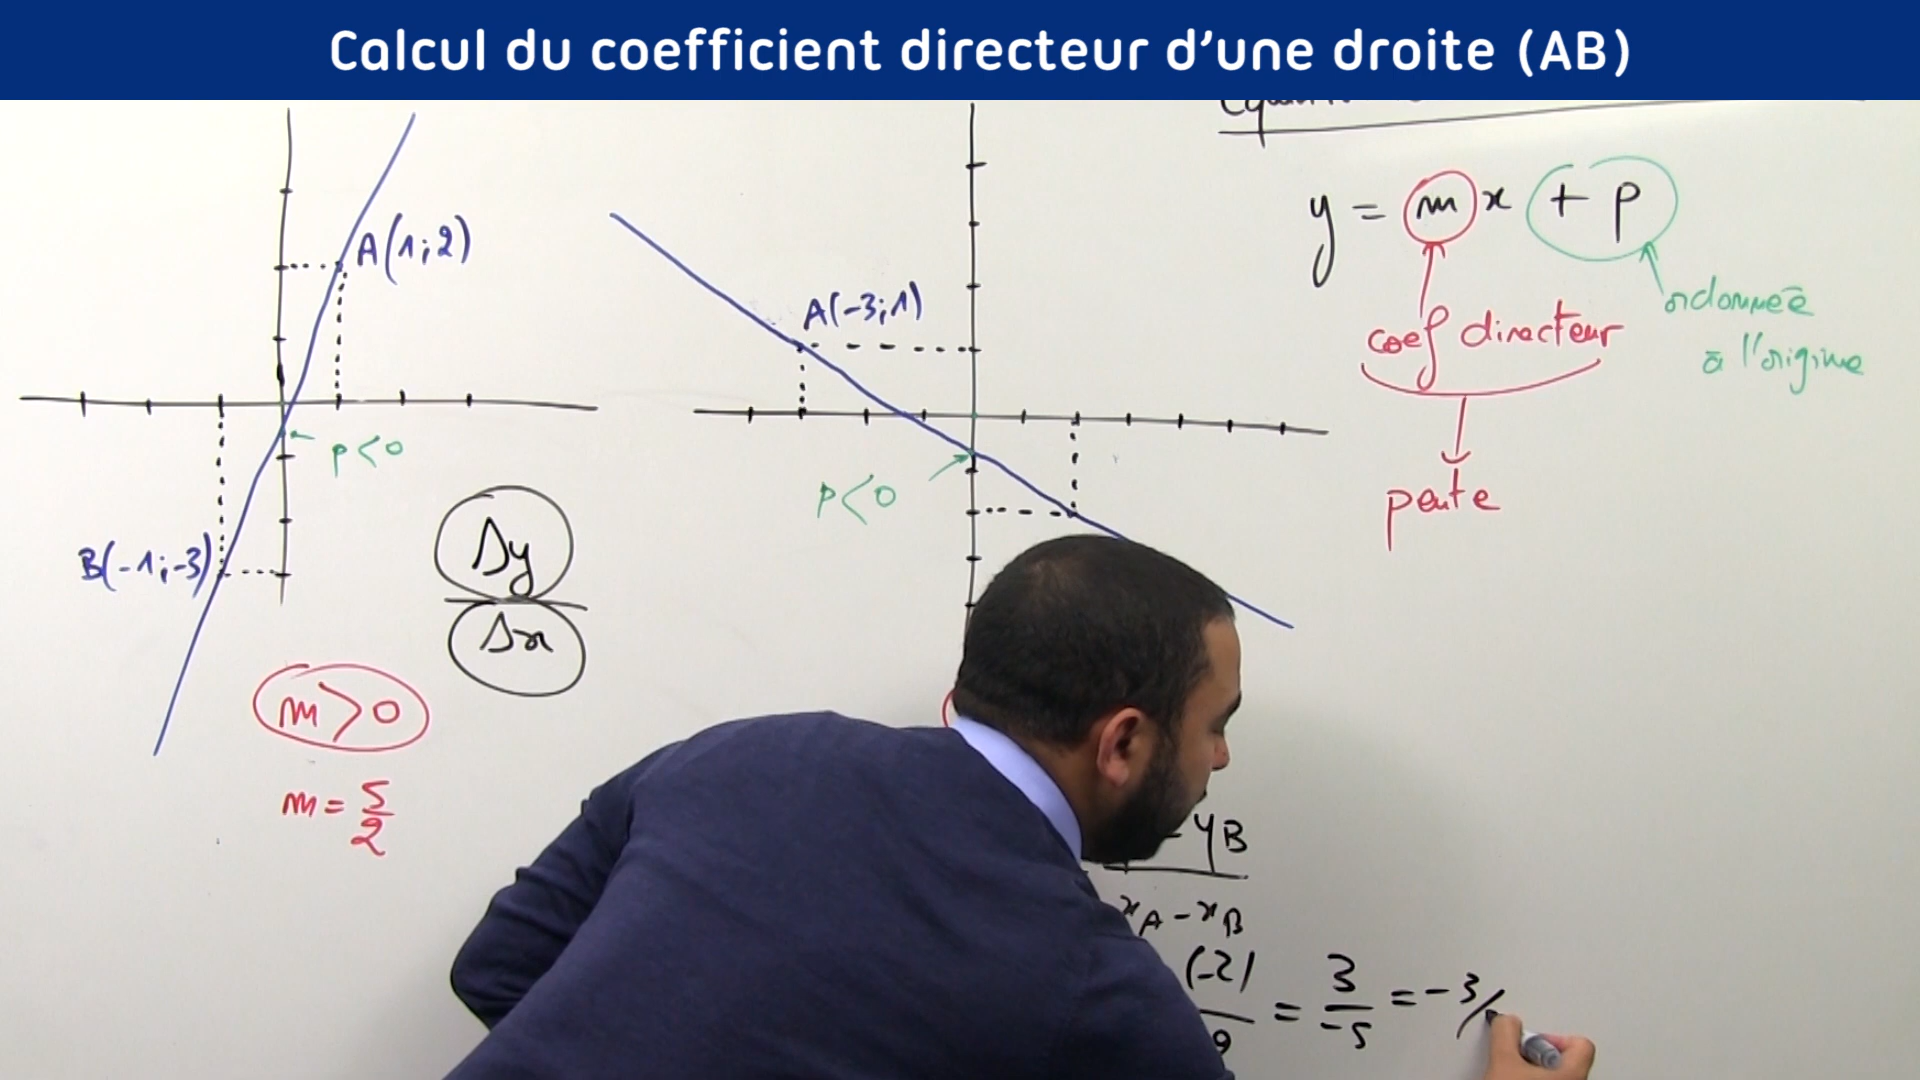 Calcul du coefficient directeur d'une droite (AB)
y = mx + p
coef directeur
ordonnée
à l'origine
pente
A(1;2)
p<0
B(-1;-3)
Δy
Δx
m>0
m = 5/2
A(-3;1)
p<0
- yB
xA - xB
(-2)
= 3/-5 = -3/